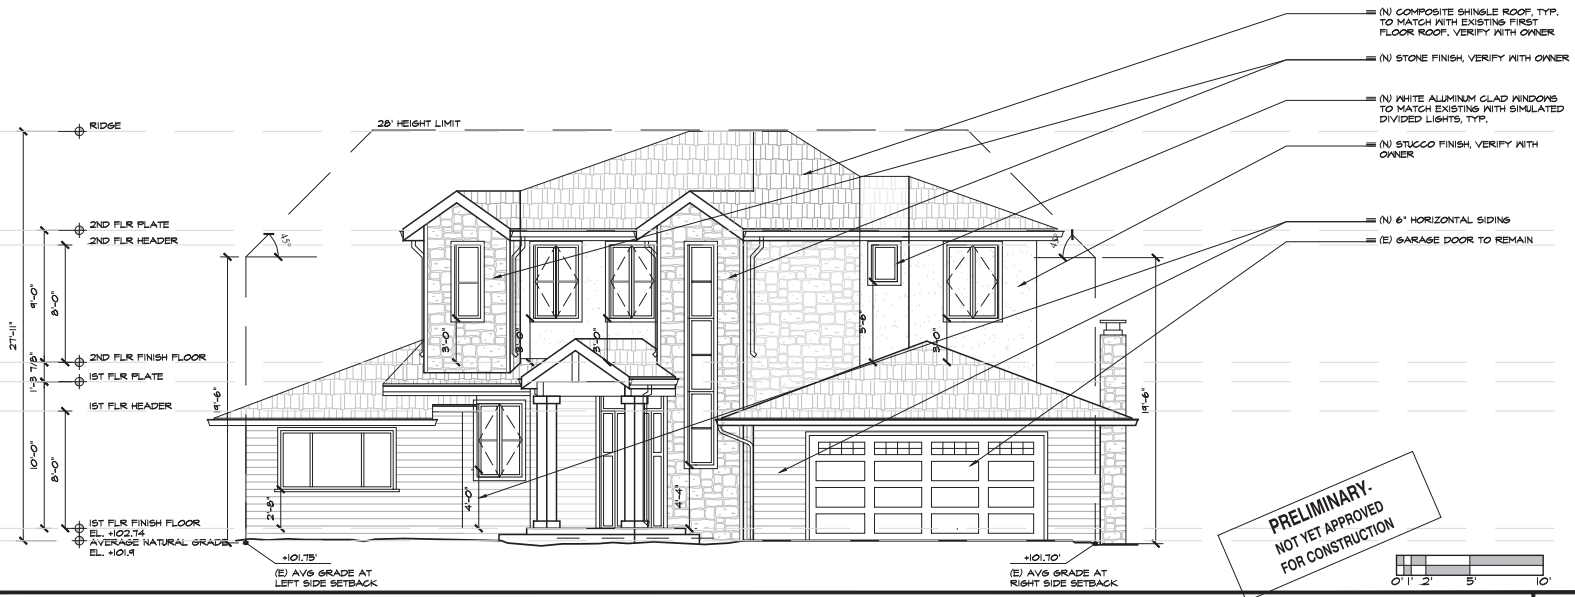 (N) COMPOSITE SHINGLE ROOF, TYP.
TO MATCH WITH EXISTING FIRST
FLOOR ROOF. VERIFY WITH OWNER
(N) STONE FINISH, VERIFY WITH OWNER
(N) WHITE ALUMINUM CLAD WINDOWS
TO MATCH EXISTING WITH SIMULATED
DIVIDED LIGHTS, TYP.
(N) STUCCO FINISH, VERIFY WITH
OWNER
(N) 6" HORIZONTAL SIDING
(E) GARAGE DOOR TO REMAIN
28' HEIGHT LIMIT
RIDGE
2ND FLR PLATE
2ND FLR HEADER
2ND FLR FINISH FLOOR
1ST FLR PLATE
1ST FLR HEADER
1ST FLR FINISH FLOOR
EL. +102.74
AVERAGE NATURAL GRADE
EL. +101.9
27'-11"
9'-0"
8'-0"
1'-3 7/8"
10'-0"
8'-0"
19'-6"
45°
45°
19'-6"
3'-0"
3'-0"
3'-0"
5'-8"
3'-0"
2'-8"
4'-0"
4'-4"
+101.75'
(E) AVG GRADE AT
LEFT SIDE SETBACK
+101.70'
(E) AVG GRADE AT
RIGHT SIDE SETBACK
PRELIMINARY-
NOT YET APPROVED
FOR CONSTRUCTION
0' 1' 2' 5' 10'